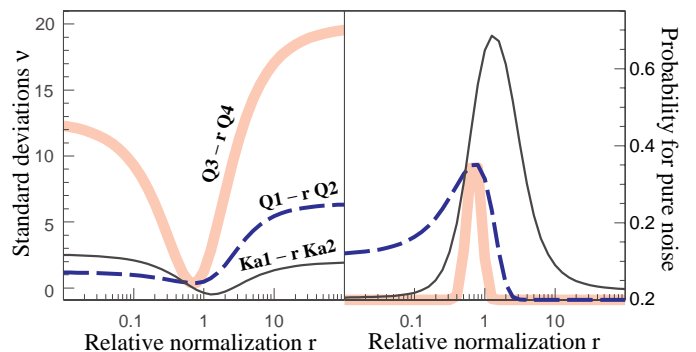 Standard deviations ν
20
15
10
5
0
Q3 – r Q4
Q1 – r Q2
Ka1 – r Ka2
0.1
1
10
Relative normalization r
0.1
1
10
Relative normalization r
0.6
0.4
0.2
0.2
Probability for pure noise